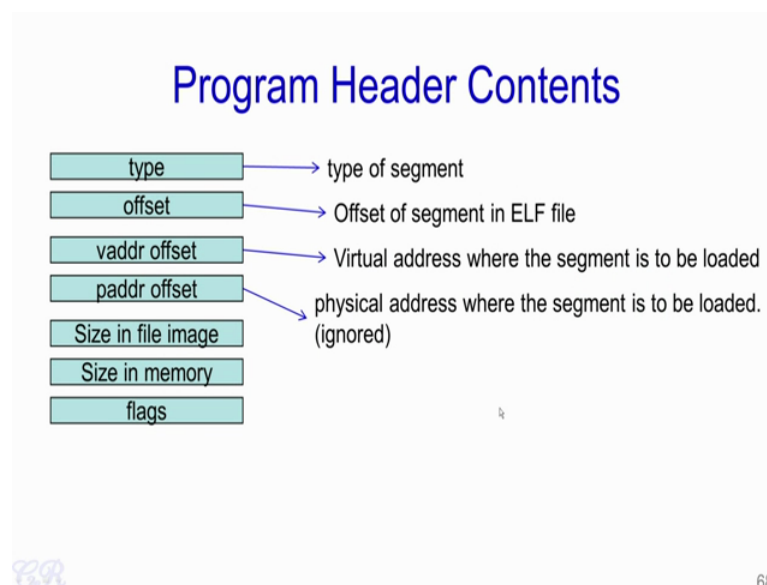 Program Header Contents
type
type of segment
offset
Offset of segment in ELF file
vaddr offset
Virtual address where the segment is to be loaded
paddr offset
physical address where the segment is to be loaded.
(ignored)
Size in file image
Size in memory
flags